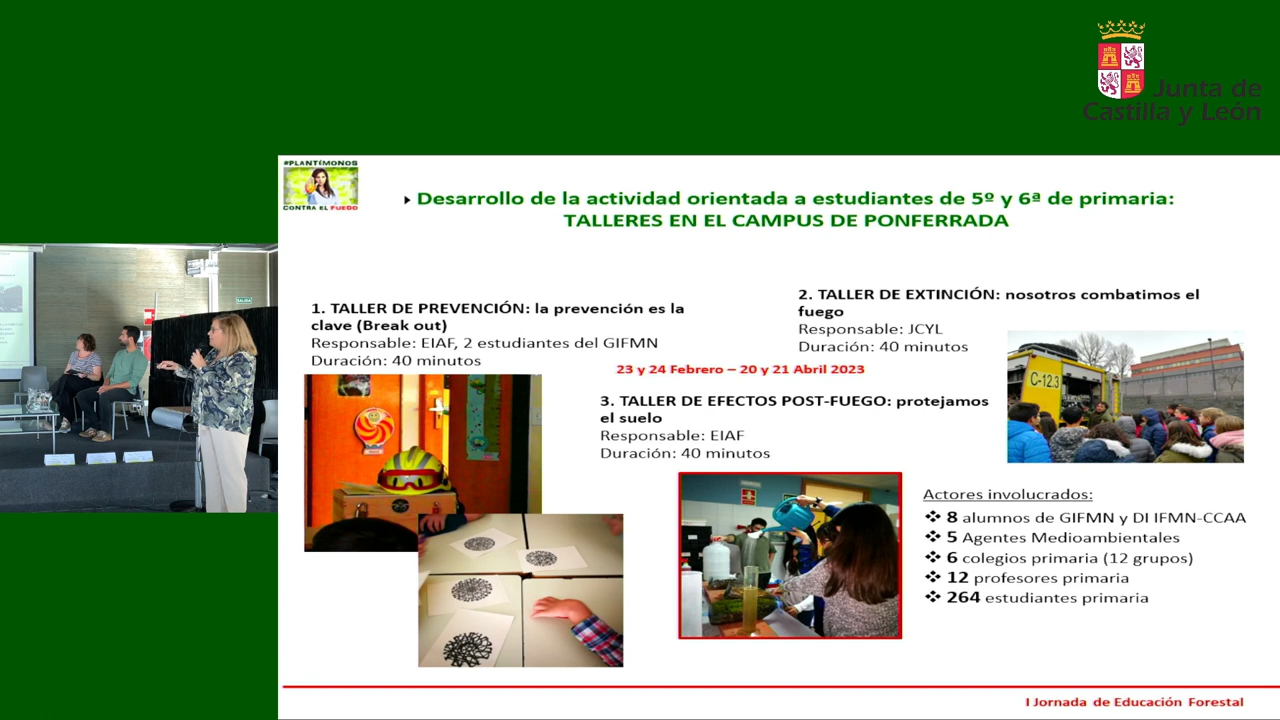 Junta de
Castilla y León
#PLANTÍMONOS
CONTRA EL FUEGO
Desarrollo de la actividad orientada a estudiantes de 5º y 6ª de primaria:
TALLERES EN EL CAMPUS DE PONFERRADA
1. TALLER DE PREVENCIÓN: la prevención es la
clave (Break out)
Responsable: EIAF, 2 estudiantes del GIFMN
Duración: 40 minutos
2. TALLER DE EXTINCIÓN: nosotros combatimos el
fuego
Responsable: JCYL
Duración: 40 minutos
23 y 24 Febrero – 20 y 21 Abril 2023
3. TALLER DE EFECTOS POST-FUEGO: protejamos
el suelo
Responsable: EIAF
Duración: 40 minutos
C-12.3
SALIDA
Actores involucrados:
❖ 8 alumnos de GIFMN y DI IFMN-CCAA
❖ 5 Agentes Medioambientales
❖ 6 colegios primaria (12 grupos)
❖ 12 profesores primaria
❖ 264 estudiantes primaria
I Jornada de Educación Forestal